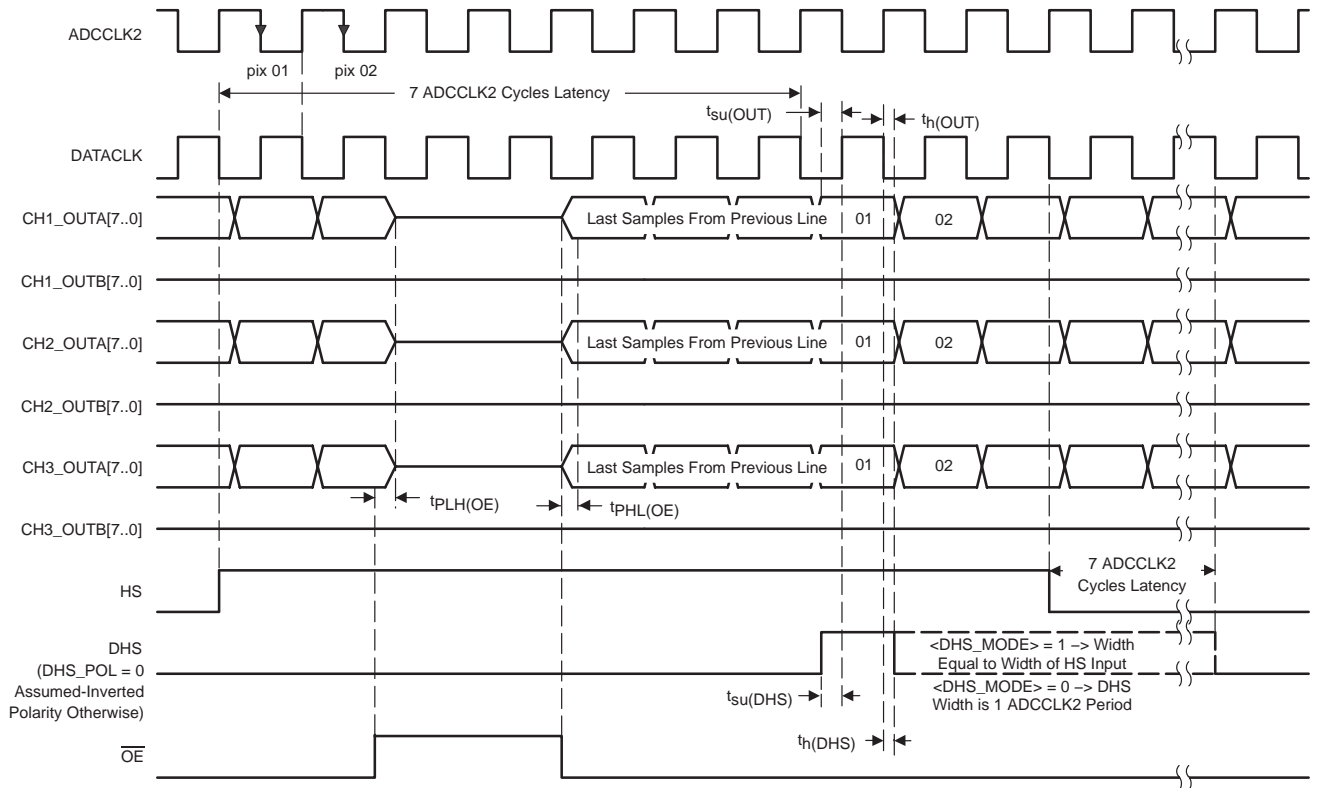 ADCCLK2
pix 01
pix 02
7 ADCCLK2 Cycles Latency
tsu(OUT)
th(OUT)
DATACLK
CH1_OUTA[7..0]
Last Samples From Previous Line
01
02
CH1_OUTB[7..0]
CH2_OUTA[7..0]
Last Samples From Previous Line
01
02
CH2_OUTB[7..0]
CH3_OUTA[7..0]
Last Samples From Previous Line
01
02
tPLH(OE)
tPHL(OE)
CH3_OUTB[7..0]
HS
7 ADCCLK2
Cycles Latency
DHS
(DHS_POL = 0
Assumed-Inverted
Polarity Otherwise)
<DHS_MODE> = 1 –> Width
Equal to Width of HS Input
<DHS_MODE> = 0 –> DHS
Width is 1 ADCCLK2 Period
tsu(DHS)
th(DHS)
OE